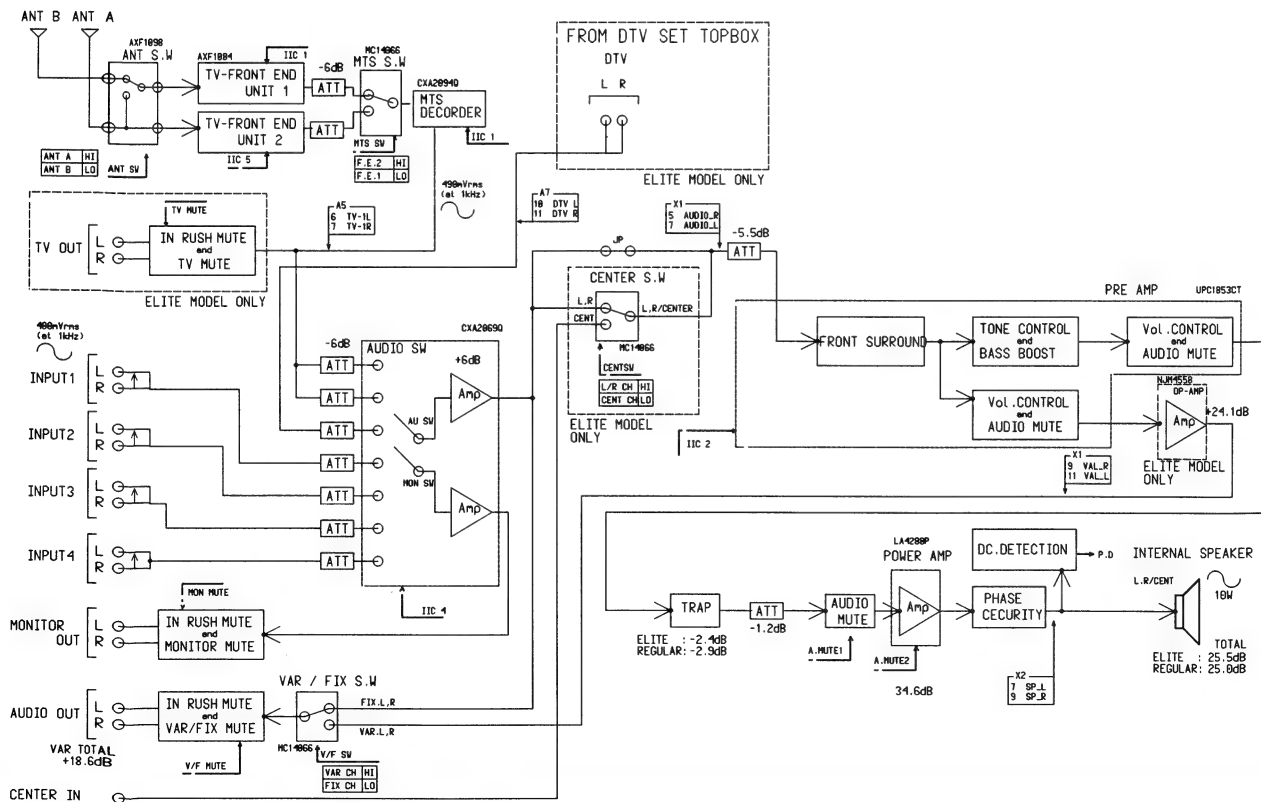 ANT B ANT A
AXF1098
ANT S.W
ANT A HI
ANT B LO
ANT SW
AXF1084
IIC 1
TV-FRONT END
UNIT 1
TV-FRONT END
UNIT 2
IIC 5
-6dB
ATT
ATT
MC14066
MTS S.W
MTS SW
F.E.2 HI
F.E.1 LO
CXA2094Q
MTS
DECORDER
IIC 1
490mVrms
(at 1kHz)
FROM DTV SET TOPBOX
DTV
L R
ELITE MODEL ONLY
TV OUT
L
R
TV MUTE
IN RUSH MUTE
and
TV MUTE
ELITE MODEL ONLY
A5
6 TV-1L
7 TV-1R
A7
10 DTV L
11 DTV R
X1
5 AUDIO_R
7 AUDIO_L
-5.5dB
ATT
JP
CENTER S.W
L,R
CENT
L,R/CENTER
MC14066
CENTSW
L/R CH HI
CENT CH LO
ELITE MODEL
ONLY
400mVrms
(at 1kHz)
INPUT1
L
R
INPUT2
L
R
INPUT3
L
R
INPUT4
L
R
-6dB
ATT
ATT
ATT
ATT
ATT
ATT
ATT
CXA2069Q
AUDIO SW
+6dB
Amp
AU SW
MON SW
Amp
IIC 4
PRE AMP
UPC1853CT
FRONT SURROUND
TONE CONTROL
and
BASS BOOST
Vol.CONTROL
and
AUDIO MUTE
Vol.CONTROL
and
AUDIO MUTE
NJM4558
OP-AMP
Amp
+24.1dB
ELITE MODEL
ONLY
IIC 2
X1
9 VAL_R
11 VAL_L
MONITOR
OUT
L
R
MON MUTE
IN RUSH MUTE
and
MONITOR MUTE
AUDIO OUT
L
R
VAR TOTAL
+18.6dB
IN RUSH MUTE
and
VAR/FIX MUTE
V/F MUTE
VAR / FIX S.W
FIX.L,R
VAR.L,R
MC14066
V/F SW
VAR CH HI
FIX CH LO
CENTER IN
TRAP
ELITE :-2.4dB
REGULAR:-2.9dB
ATT
-1.2dB
AUDIO
MUTE
A.MUTE1
LA4280P
POWER AMP
Amp
A.MUTE2
34.6dB
DC.DETECTION
P.D
PHASE
CECURITY
X2
7 SP_L
9 SP_R
INTERNAL SPEAKER
L.R/CENT
10W
TOTAL
ELITE : 25.5dB
REGULAR: 25.0dB